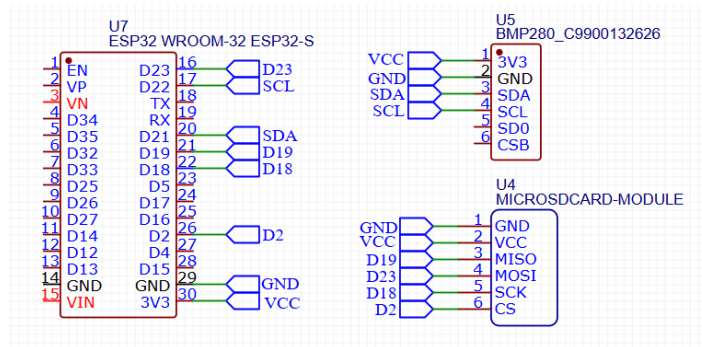 U7
ESP32 WROOM-32 ESP32-S
1 EN D23 16 D23
2 VP D22 17 SCL
3 VN TX 18
4 D34 RX 19
5 D35 D21 20 SDA
6 D32 D19 21 D19
7 D33 D18 22 D18
8 D25 D5 23
9 D26 D17 24
10 D27 D16 25
11 D14 D2 26 D2
12 D12 D4 27
13 D13 D15 28
14 GND GND 29 GND
15 VIN 3V3 30 VCC
U5
BMP280_C9900132626
VCC 1 3V3
GND 2 GND
SDA 3 SDA
SCL 4 SCL
5 SD0
6 CSB
U4
MICROSDCARD-MODULE
GND 1 GND
VCC 2 VCC
D19 3 MISO
D23 4 MOSI
D18 5 SCK
D2 6 CS